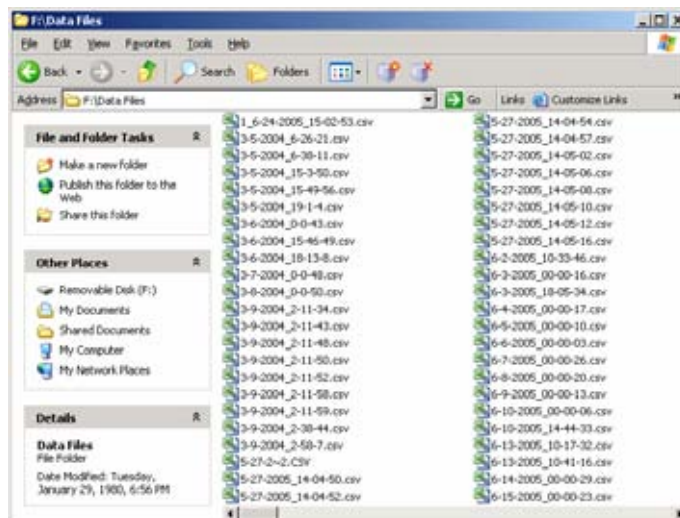 F:\Data Files
File Edit View Favorites Tools Help
Back Search Folders
Address F:\Data Files Go Links Customize Links
File and Folder Tasks
Make a new folder
Publish this folder to the
Web
Share this folder
Other Places
Removable Disk (F:)
My Documents
Shared Documents
My Computer
My Network Places
Details
Data Files
File Folder
Date Modified: Tuesday,
January 29, 1980, 6:56 PM
1_6-24-2005_15-02-53.csv
3-5-2004_6-26-21.csv
3-5-2004_6-38-11.csv
3-5-2004_15-3-50.csv
3-5-2004_15-49-56.csv
3-5-2004_19-1-4.csv
3-6-2004_0-0-43.csv
3-6-2004_15-46-49.csv
3-6-2004_18-13-8.csv
3-7-2004_0-0-48.csv
3-8-2004_0-0-50.csv
3-9-2004_2-11-34.csv
3-9-2004_2-11-43.csv
3-9-2004_2-11-48.csv
3-9-2004_2-11-50.csv
3-9-2004_2-11-52.csv
3-9-2004_2-11-58.csv
3-9-2004_2-11-59.csv
3-9-2004_2-38-44.csv
3-9-2004_2-58-7.csv
5-27-2~2.CSV
5-27-2005_14-04-50.csv
5-27-2005_14-04-52.csv
5-27-2005_14-04-54.csv
5-27-2005_14-04-57.csv
5-27-2005_14-05-02.csv
5-27-2005_14-05-06.csv
5-27-2005_14-05-08.csv
5-27-2005_14-05-10.csv
5-27-2005_14-05-12.csv
5-27-2005_14-05-16.csv
6-2-2005_10-33-46.csv
6-3-2005_00-00-16.csv
6-3-2005_18-05-34.csv
6-4-2005_00-00-17.csv
6-5-2005_00-00-10.csv
6-6-2005_00-00-03.csv
6-7-2005_00-00-26.csv
6-8-2005_00-00-20.csv
6-9-2005_00-00-13.csv
6-10-2005_00-00-06.csv
6-10-2005_14-44-33.csv
6-13-2005_10-17-32.csv
6-13-2005_10-41-16.csv
6-14-2005_00-00-29.csv
6-15-2005_00-00-23.csv